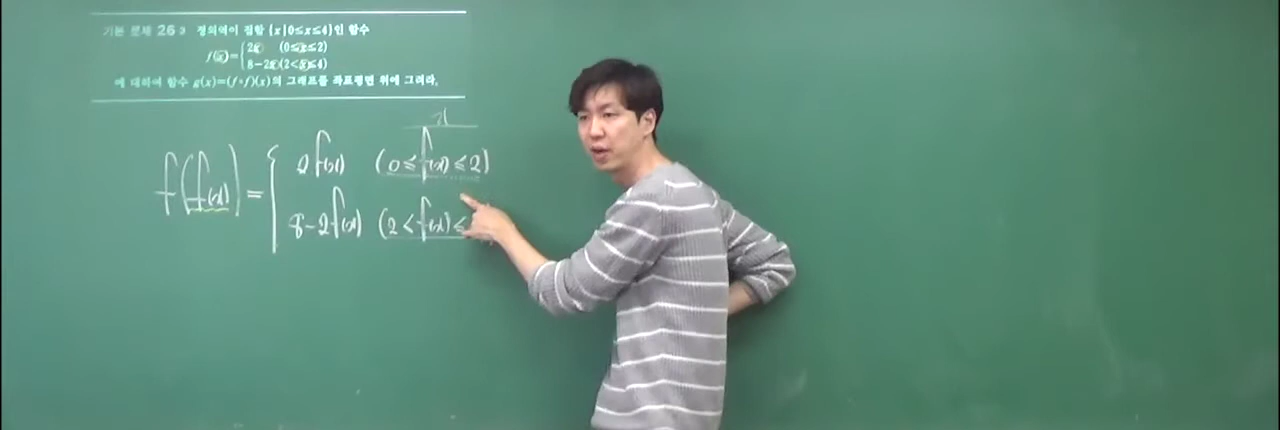 기본 문제 26-3 정의역이 집합 {x|0≤x≤4}인 함수
f(x)={2x (0≤x≤2)
8-2x(2<x≤4)
에 대하여 함수 g(x)=(f∘f)(x)의 그래프를 좌표평면 위에 그려라.
x
f(f(x)) = { 2f(x) (0≤f(x)≤2)
8-2f(x) (2<f(x)≤